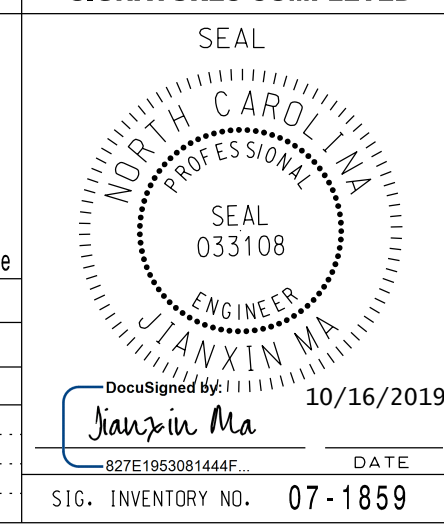 SEAL
NORTH CAROLINA
PROFESSIONAL
SEAL
033108
ENGINEER
JIANXIN MA
DocuSigned by:
Jianxin Ma
10/16/2019
827E1953081444F...
DATE
SIG. INVENTORY NO. 07-1859